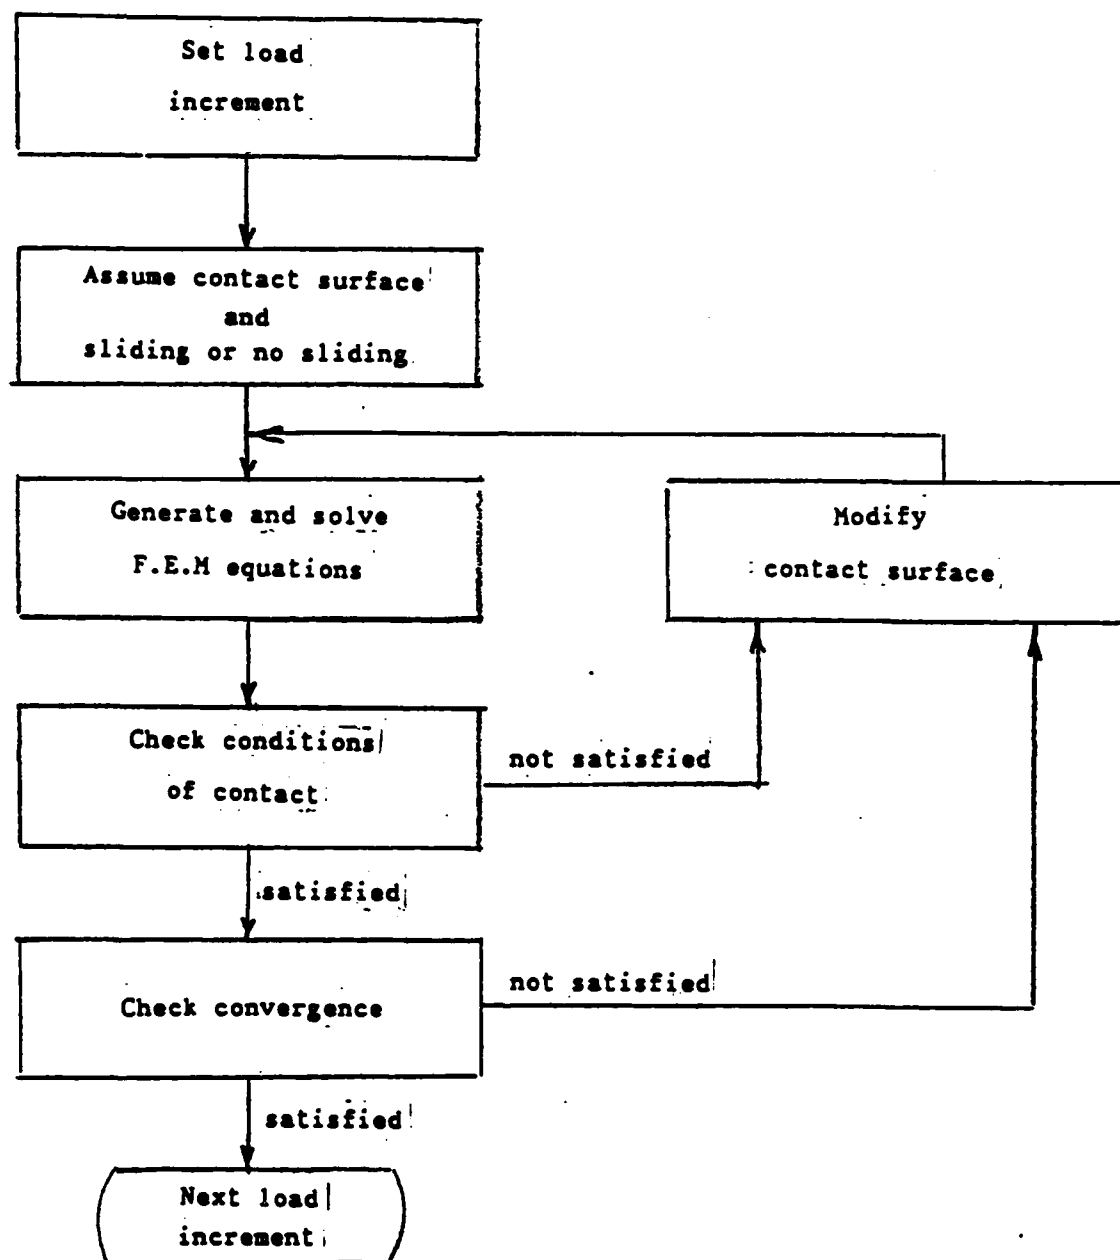 Set load
increment
Assume contact surface
and
sliding or no sliding
Generate and solve
F.E.M equations
Modify
contact surface
Check conditions
of contact
not satisfied
satisfied
Check convergence
not satisfied
satisfied
Next load
increment